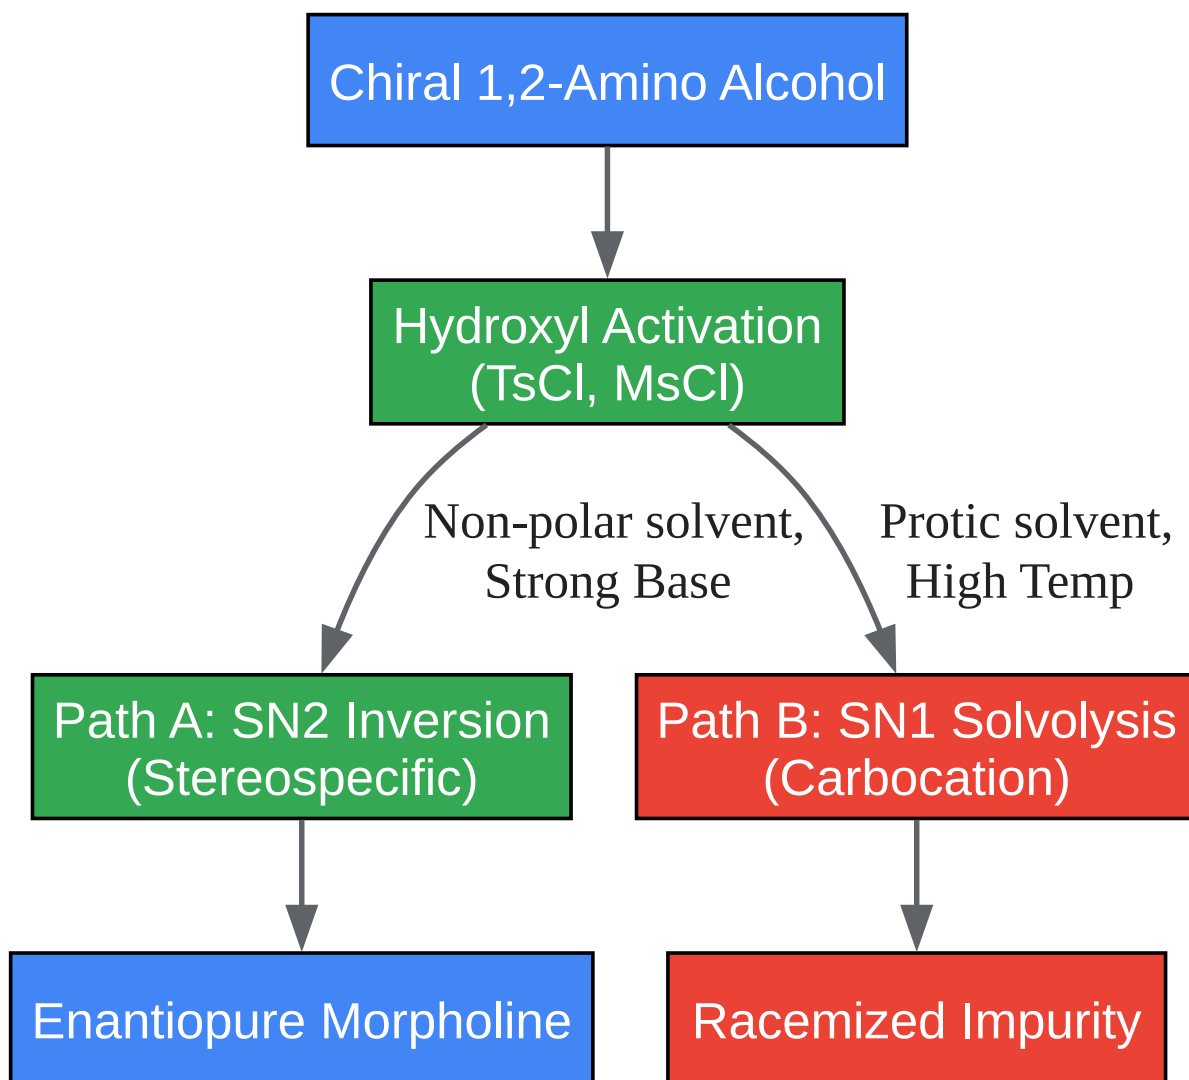 Chiral 1,2-Amino Alcohol
Hydroxyl Activation
(TsCl, MsCl)
Non-polar solvent,
Strong Base
Protic solvent,
High Temp
Path A: SN2 Inversion
(Stereospecific)
Path B: SN1 Solvolysis
(Carbocation)
Enantiopure Morpholine
Racemized Impurity